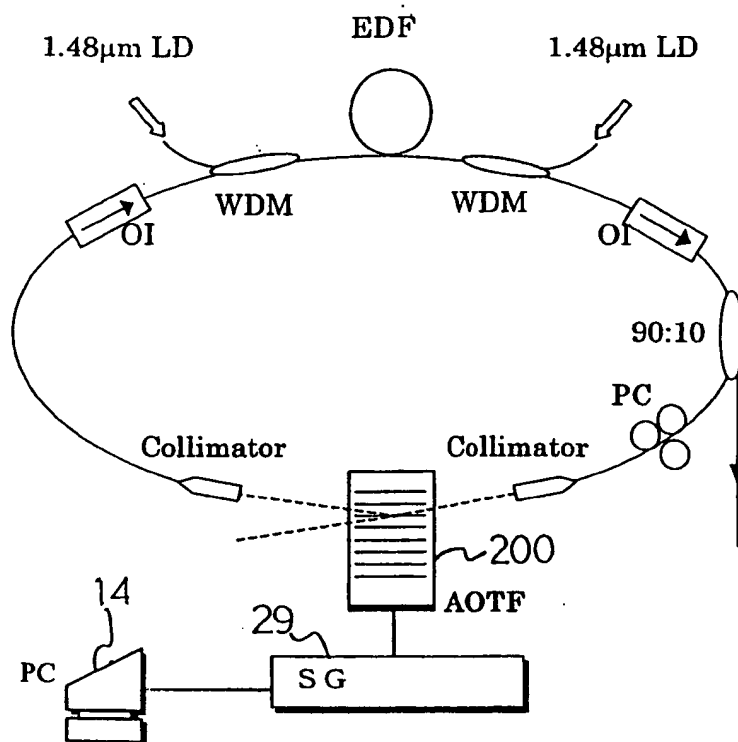 EDF
1.48μm LD
1.48μm LD
WDM
WDM
OI
OI
90:10
PC
Collimator
Collimator
200
AOTF
14
29
PC
SG